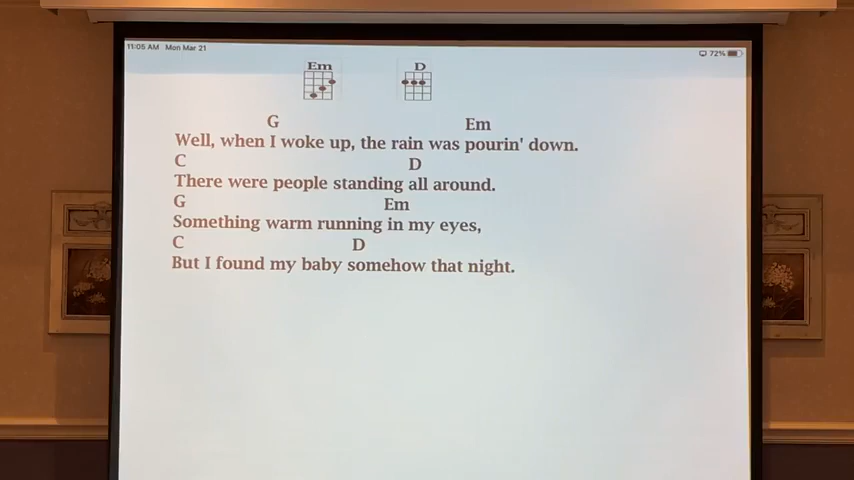 11:05 AM Mon Mar 21
72%
Em D
G Em
Well, when I woke up, the rain was pourin' down.
C D
There were people standing all around.
G Em
Something warm running in my eyes,
C D
But I found my baby somehow that night.